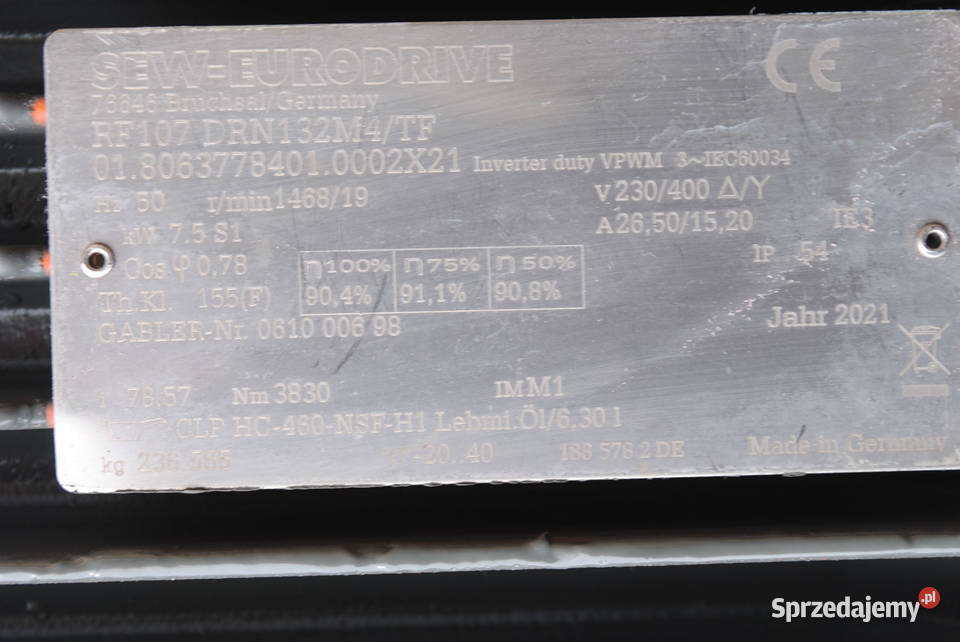 SEW-EURODRIVE CE
76646 Bruchsal/Germany
RF107 DRN132M4/TF
01.8063778401.0002X21 Inverter duty VPWM 3~IEC60034
Hz 50 r/min 1468/19 V 230/400 Δ/Y
kW 7.5 S1 A 26,50/15,20 IE3
Cos φ 0,78 η100% η75% η50% IP 54
Th.Kl. 155(F) 90,4% 91,1% 90,8%
GABLER-Nr. 0610 006 98 Jahr 2021
i 78,57 Nm 3830 IM M1
CLP HC-460-NSF-H1 Lebmi.Öl/6,30 l
kg -20..40 188 578 2 DE Made in Germany
Sprzedajemy.pl